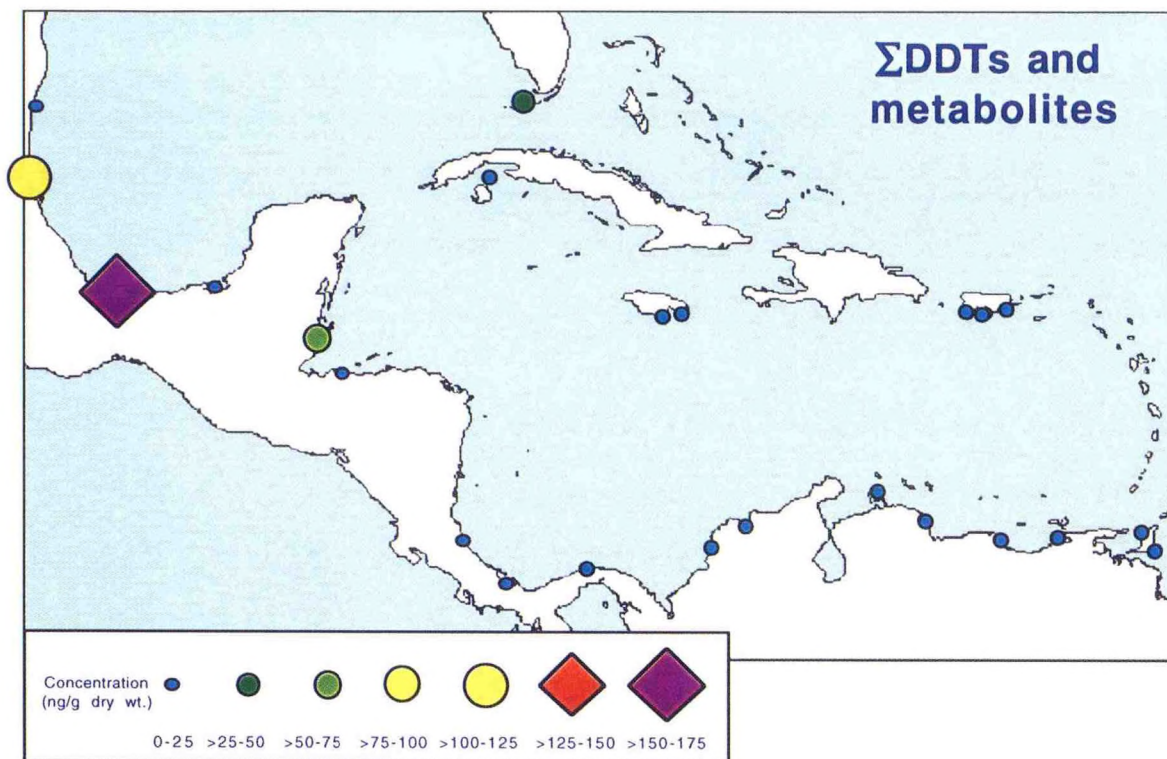 ΣDDTs and
metabolites
Concentration
(ng/g dry wt.)
0-25 >25-50 >50-75 >75-100 >100-125 >125-150 >150-175